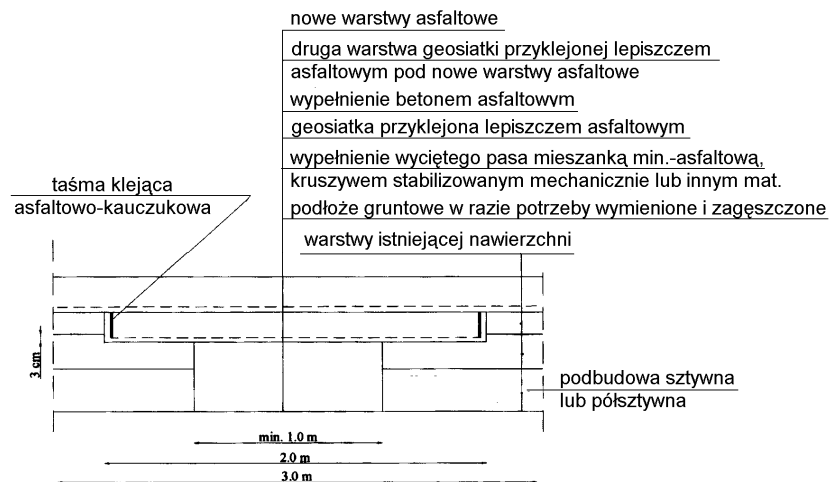 nowe warstwy asfaltowe
druga warstwa geosiatki przyklejonej lepiszczem
asfaltowym pod nowe warstwy asfaltowe
wypełnienie betonem asfaltowym
geosiatka przyklejona lepiszczem asfaltowym
wypełnienie wyciętego pasa mieszanką min.-asfaltową,
kruszywem stabilizowanym mechanicznie lub innym mat.
podłoże gruntowe w razie potrzeby wymienione i zagęszczone
warstwy istniejącej nawierzchni
taśma klejąca
asfaltowo-kauczukowa
3 cm
podbudowa sztywna
lub półsztywna
min. 1.0 m
2.0 m
3.0 m